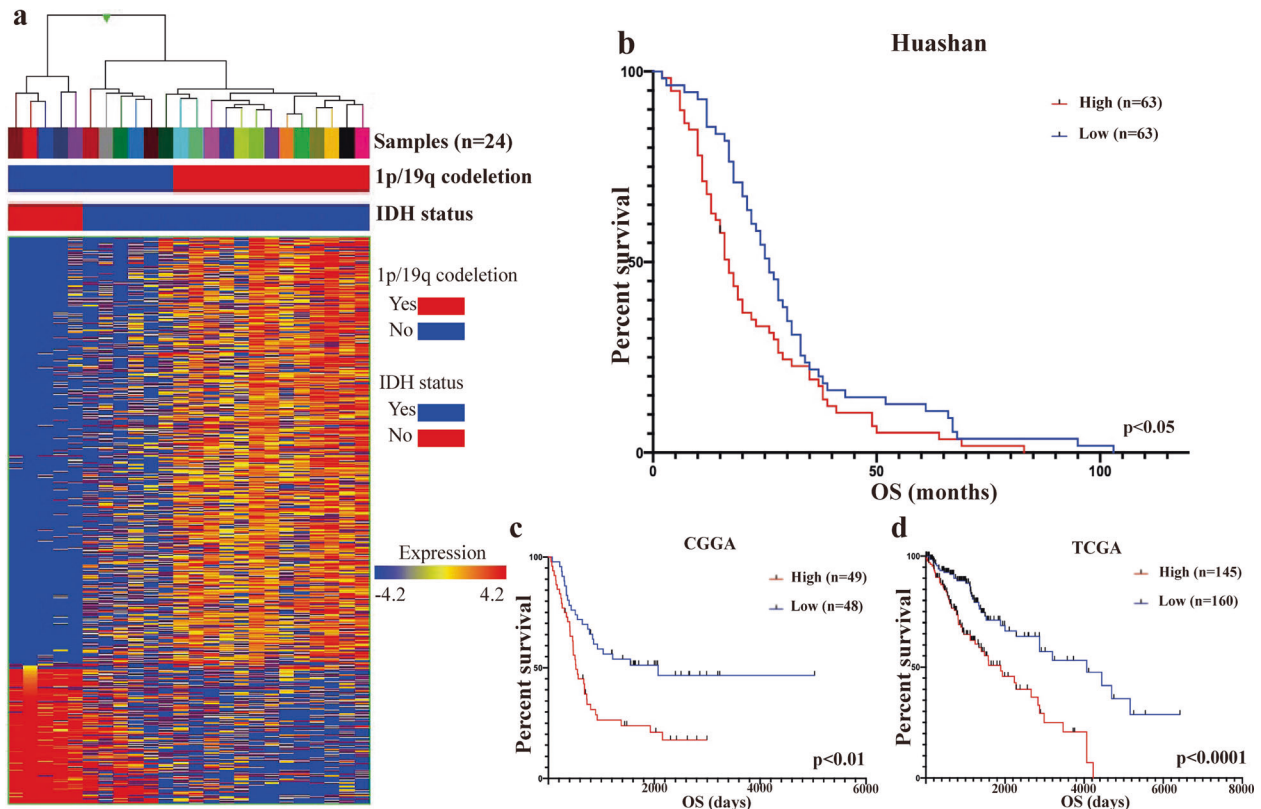 a
Samples (n=24)
1p/19q codeletion
IDH status
1p/19q codeletion
Yes
No
IDH status
Yes
No
Expression
-4.2
4.2
b
Huashan
High (n=63)
Low (n=63)
Percent survival
100
50
0
0
50
100
p<0.05
OS (months)
c
CGGA
High (n=49)
Low (n=48)
Percent survival
100
50
0
0
2000
4000
6000
p<0.01
OS (days)
d
TCGA
High (n=145)
Low (n=160)
Percent survival
100
50
0
0
2000
4000
6000
8000
p<0.0001
OS (days)